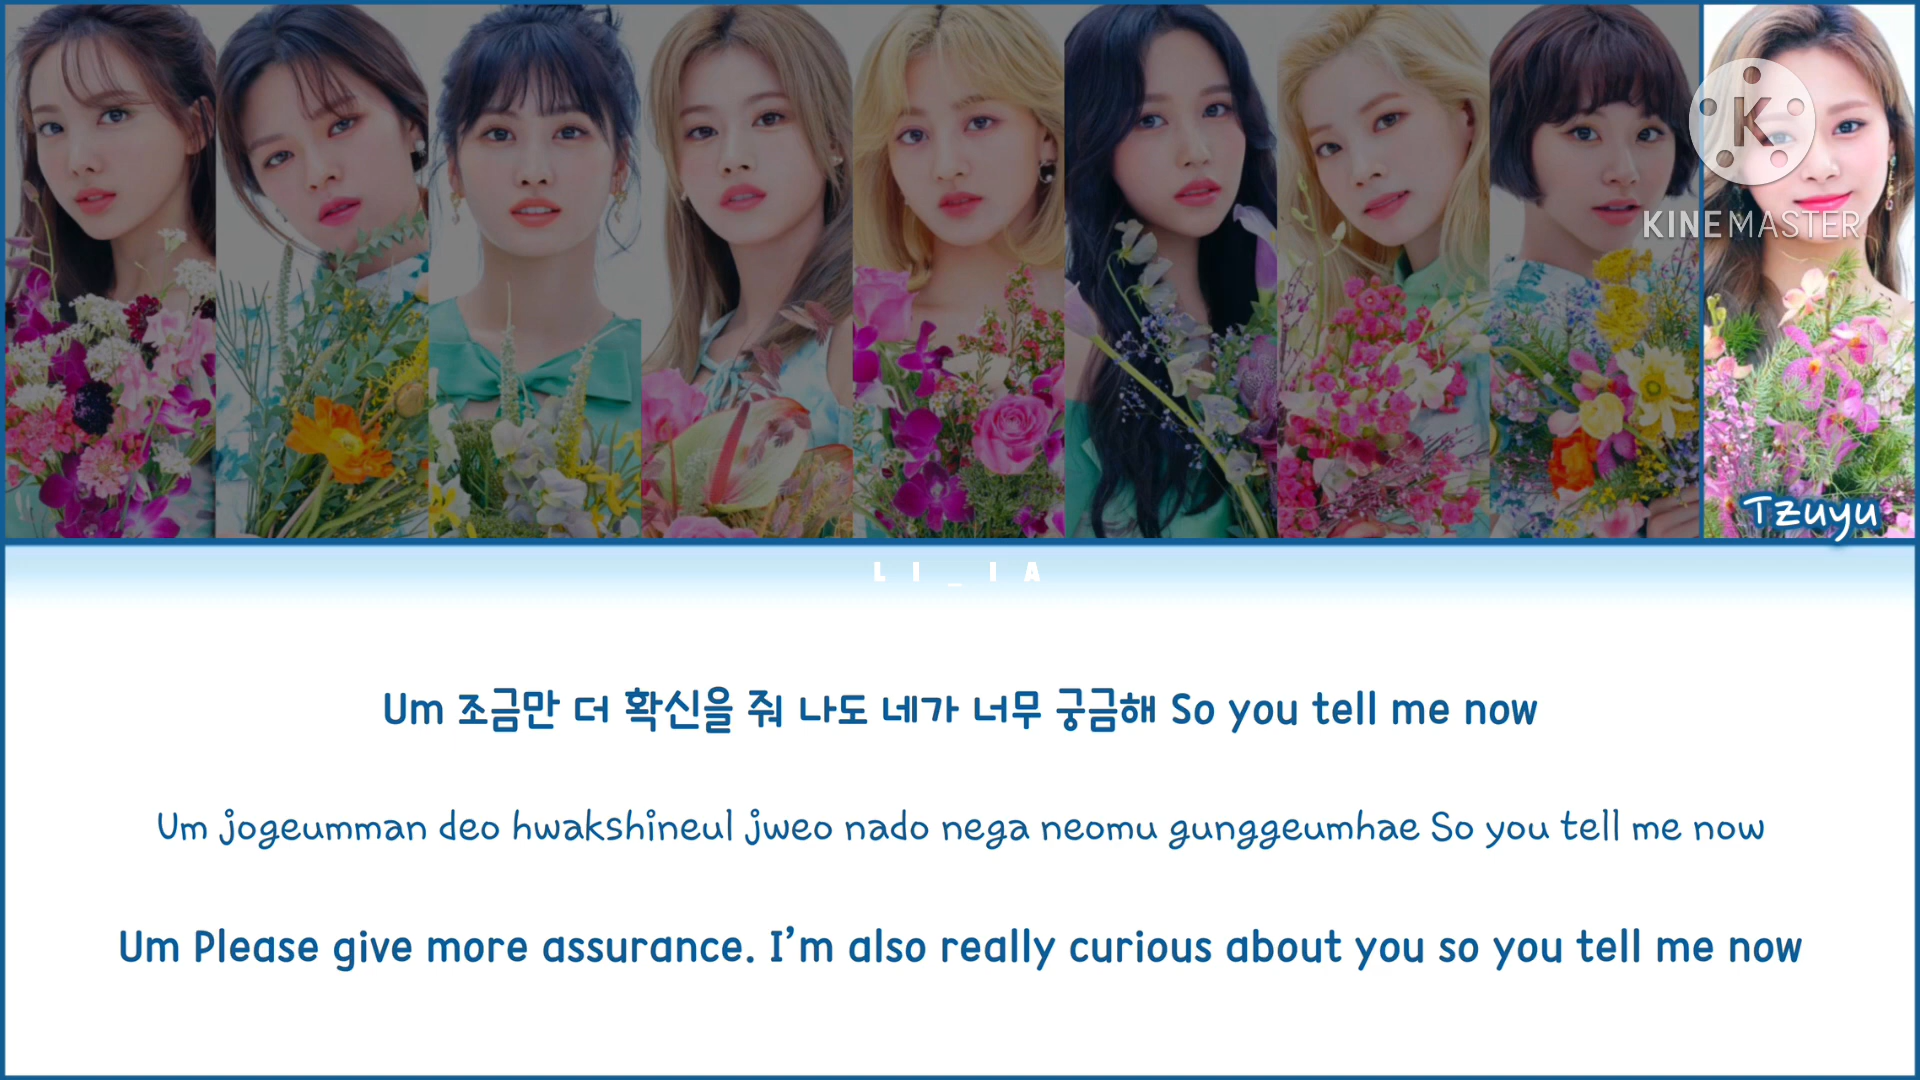 K
KINEMASTER
Tzuyu
LI_IA
Um 조금만 더 확신을 줘 나도 네가 너무 궁금해 So you tell me now
Um jogeumman deo hwakshineul jweo nado nega neomu gunggeumhae So you tell me now
Um Please give more assurance. I’m also really curious about you so you tell me now